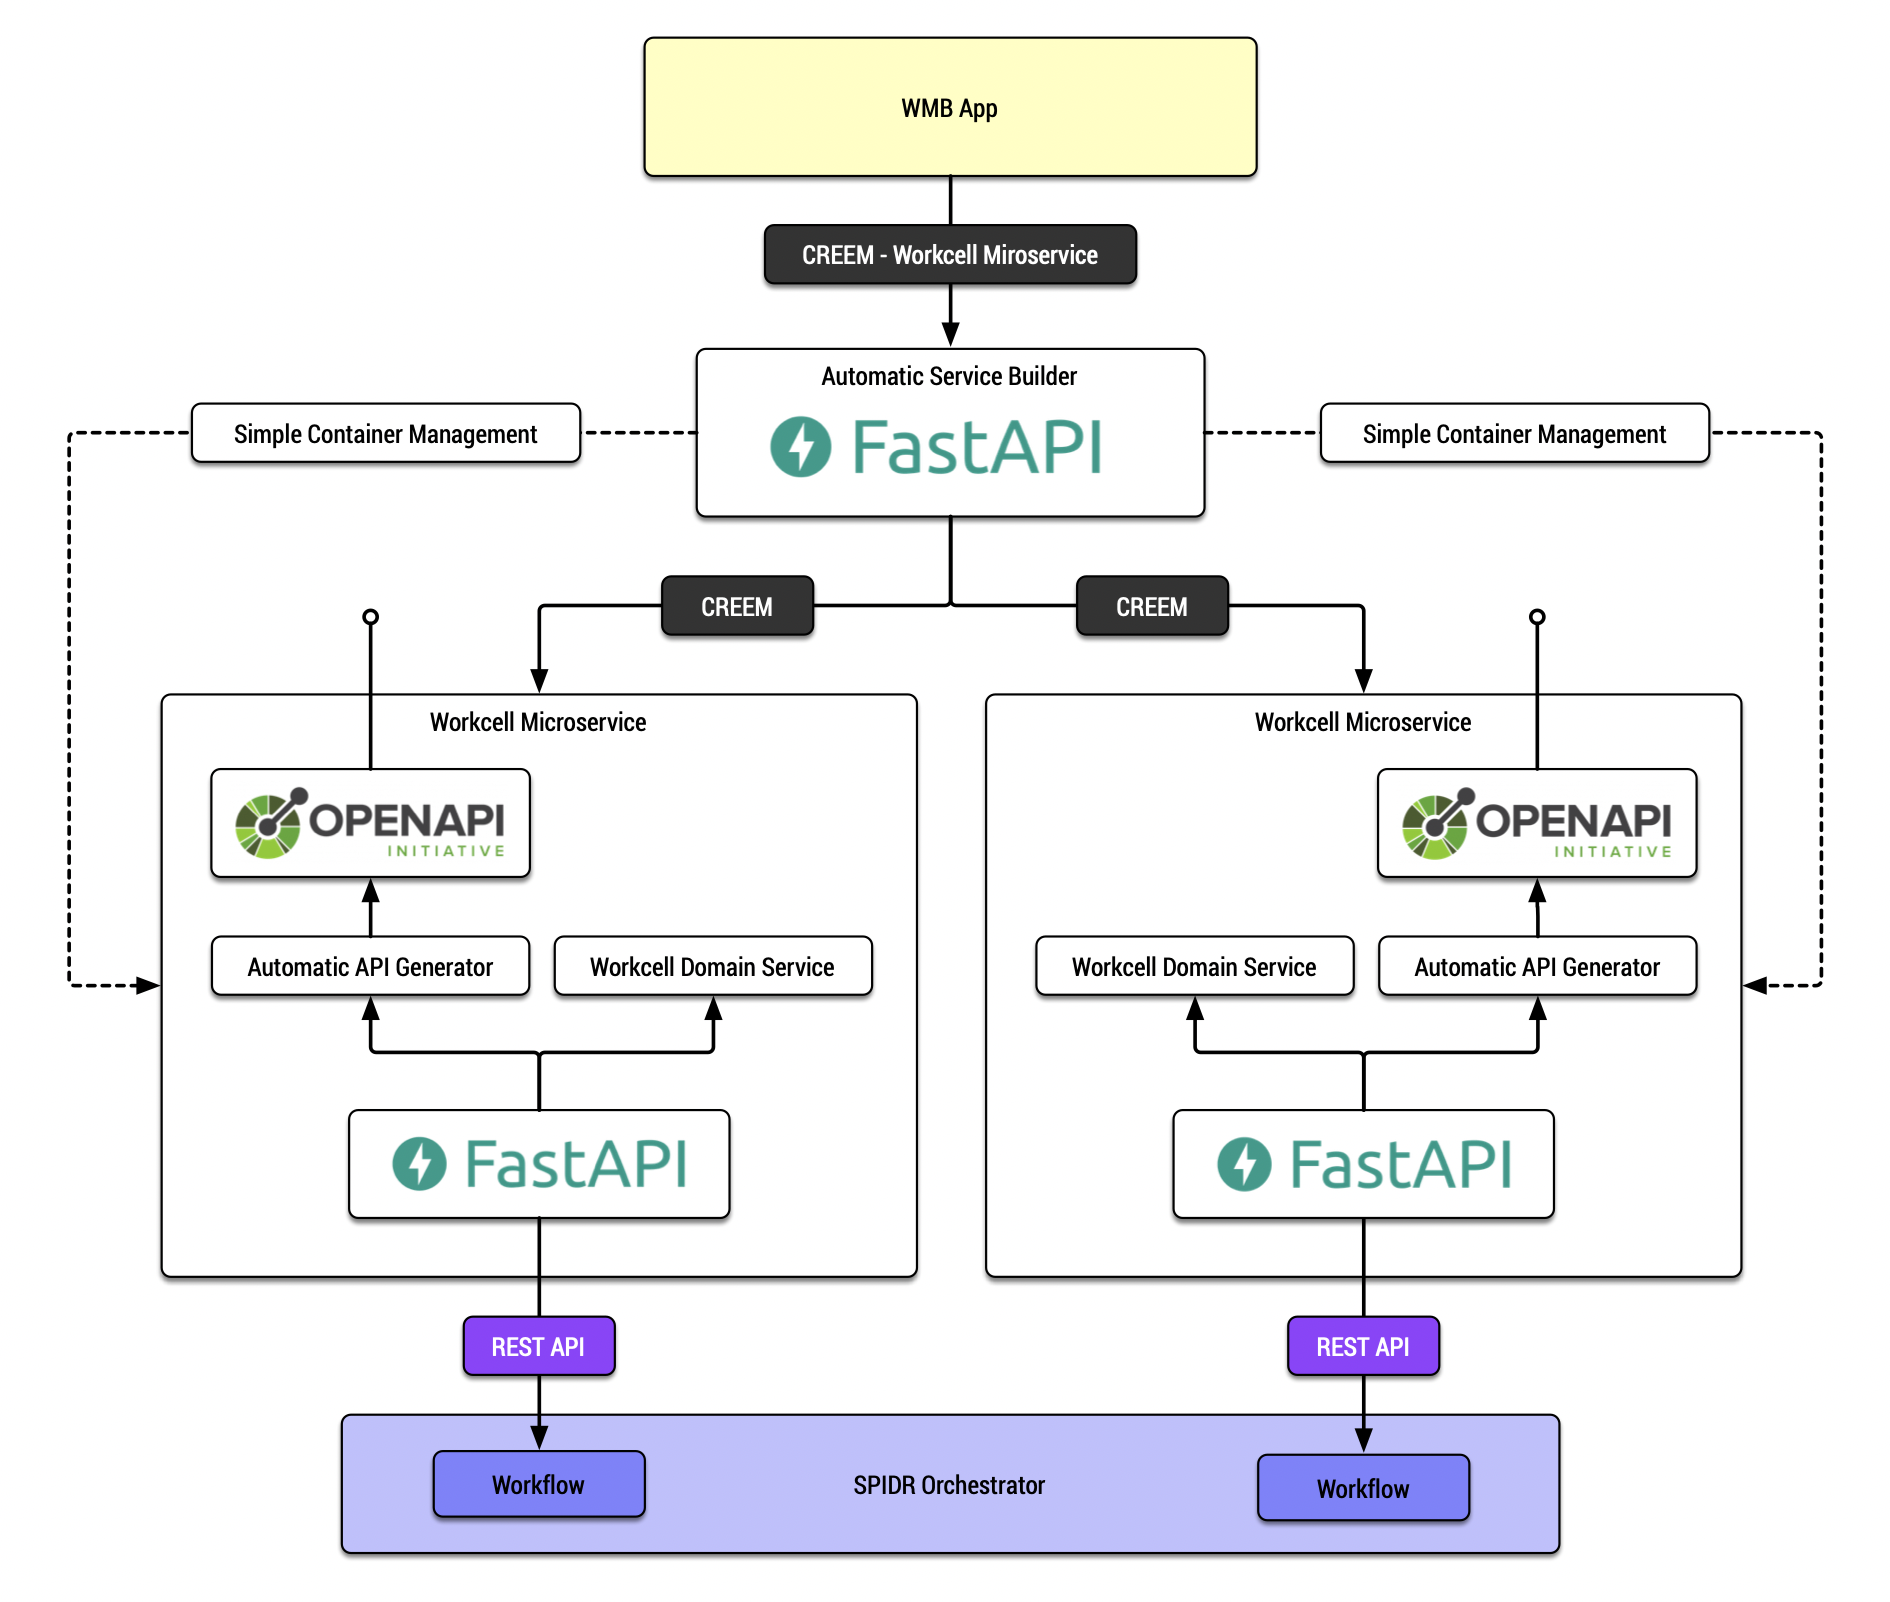 WMB App
CREEM - Workcell Miroservice
Automatic Service Builder
FastAPI
Simple Container Management
Simple Container Management
CREEM
CREEM
Workcell Microservice
OPENAPI
INITIATIVE
Automatic API Generator
Workcell Domain Service
FastAPI
Workcell Microservice
OPENAPI
INITIATIVE
Workcell Domain Service
Automatic API Generator
FastAPI
REST API
REST API
Workflow
SPIDR Orchestrator
Workflow